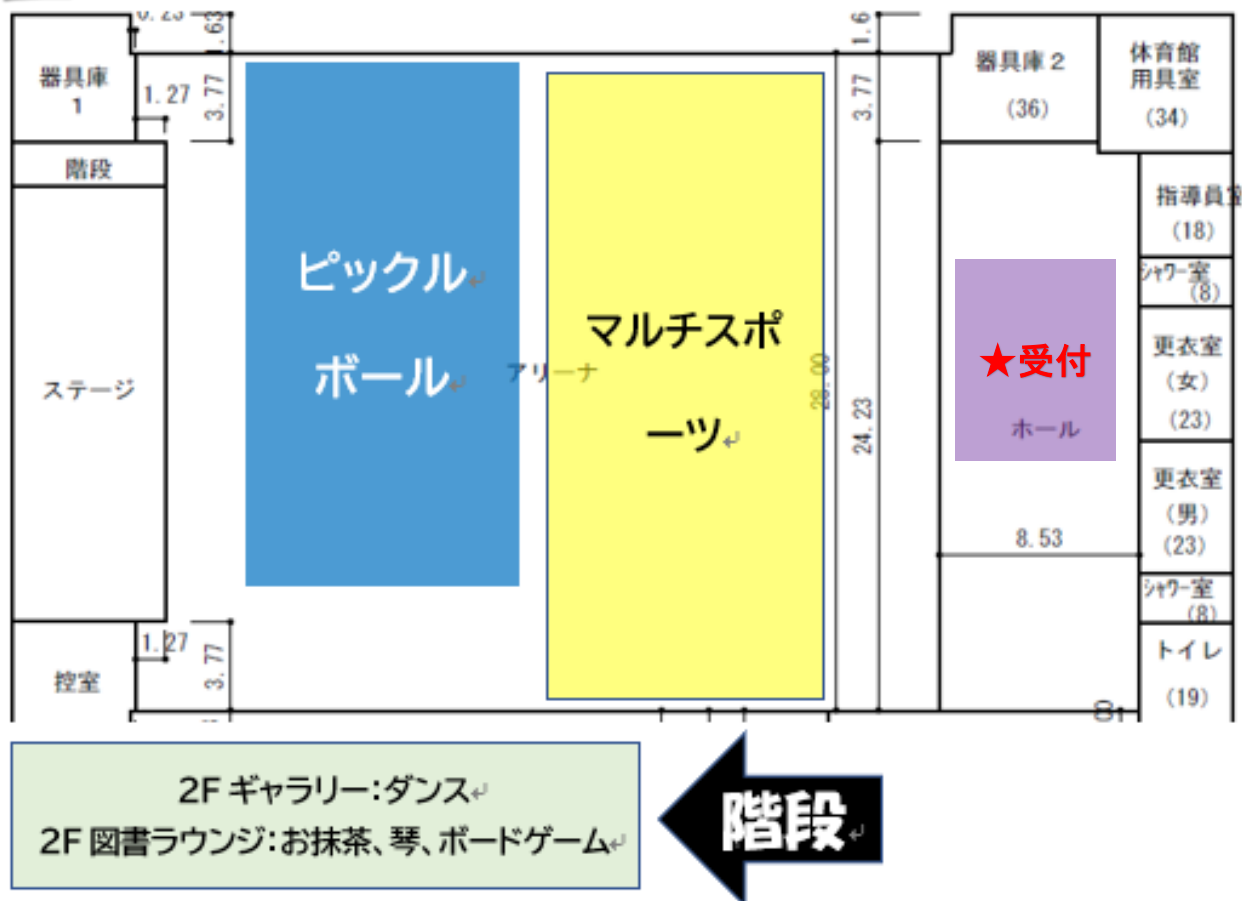 0.23
1.63
1.6
器具庫
1
1.27
3.77
3.77
器具庫 2
(36)
体育館
用具室
(34)
階段
指導員室
(18)
シャワー室
(8)
ピックル
ボール
アリーナ
マルチスポ
ーツ
28.00
24.23
★受付
ホール
更衣室
(女)
(23)
ステージ
更衣室
(男)
(23)
8.53
シャワー室
(8)
1.27
3.77
控室
トイレ
(19)
2F ギャラリー:ダンス
2F 図書ラウンジ:お抹茶、琴、ボードゲーム
階段